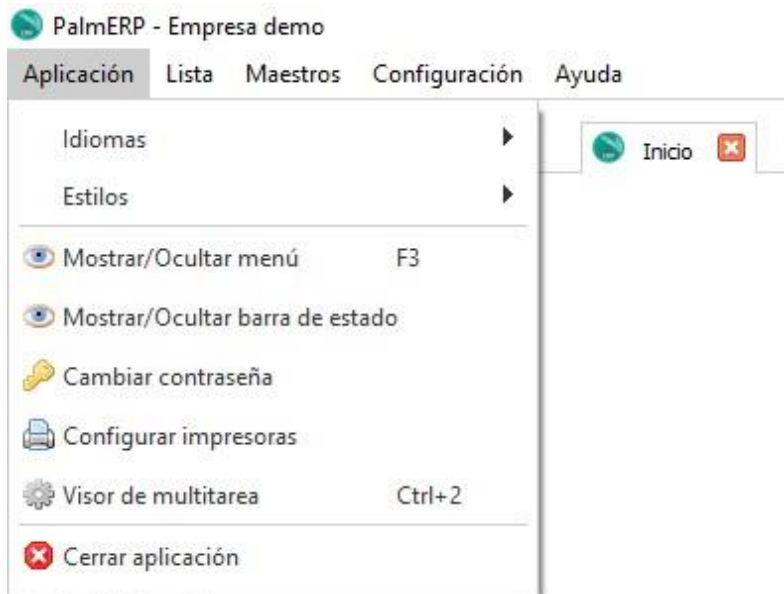 PalmERP - Empresa demo
Aplicación Lista Maestros Configuración Ayuda
Idiomas
Inicio
Estilos
Mostrar/Ocultar menú F3
Mostrar/Ocultar barra de estado
Cambiar contraseña
Configurar impresoras
Visor de multitarea Ctrl+2
Cerrar aplicación